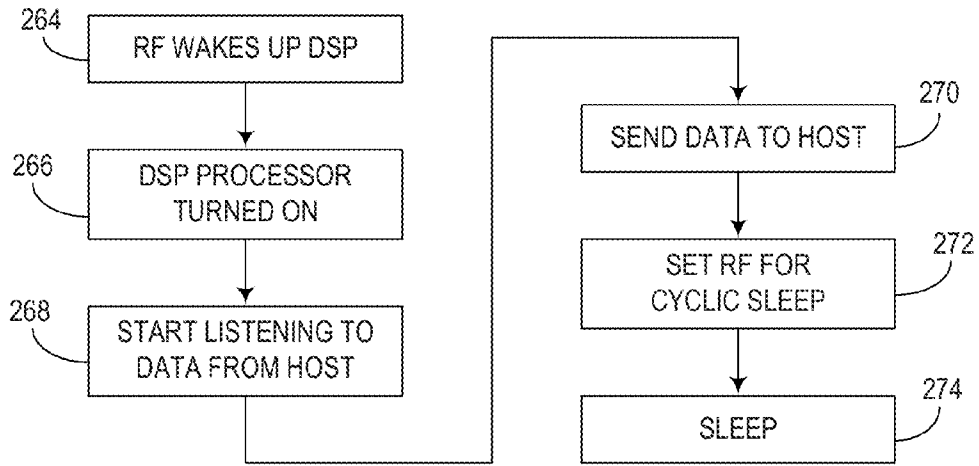 264
RF WAKES UP DSP
266
DSP PROCESSOR
TURNED ON
268
START LISTENING TO
DATA FROM HOST
270
SEND DATA TO HOST
272
SET RF FOR
CYCLIC SLEEP
274
SLEEP